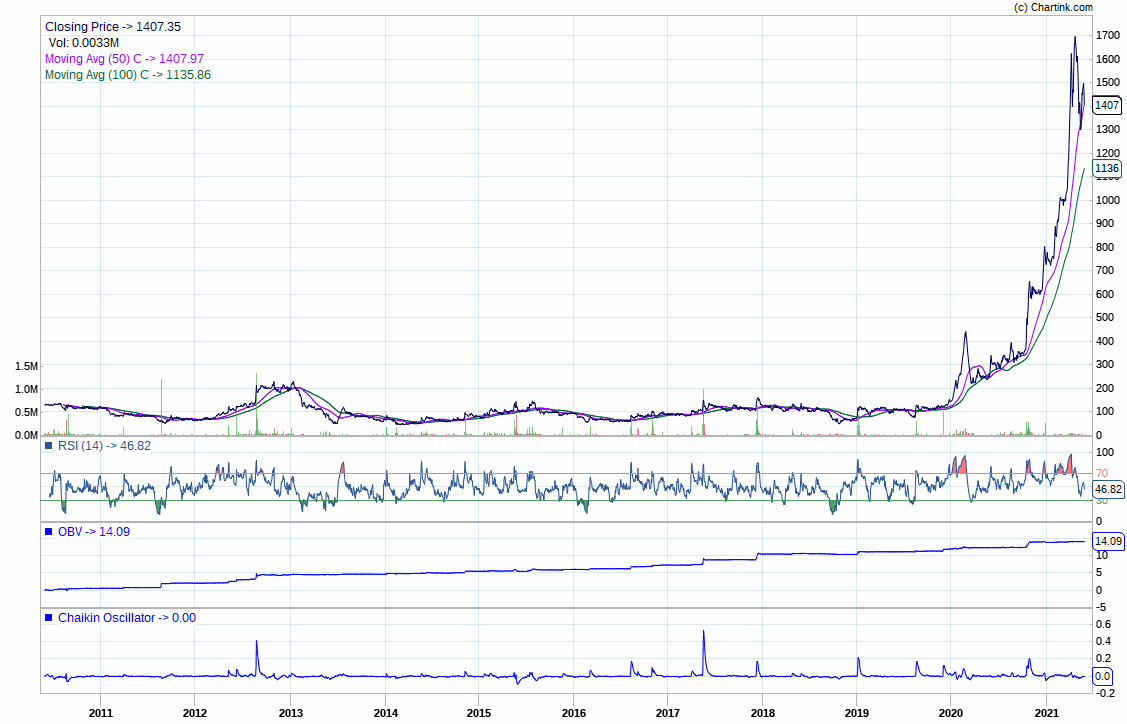 (c) Chartink.com
Closing Price -> 1407.35
Vol: 0.0033M
Moving Avg (50) C -> 1407.97
Moving Avg (100) C -> 1135.86
1700
1600
1500
1407
1300
1200
1136
1000
900
800
700
600
500
400
300
200
100
0
1.5M
1.0M
0.5M
0.0M
RSI (14) -> 46.82
100
70
46.82
30
0
OBV -> 14.09
14.09
10
5
0
-5
Chaikin Oscillator -> 0.00
0.6
0.4
0.2
0.0
-0.2
2011 2012 2013 2014 2015 2016 2017 2018 2019 2020 2021